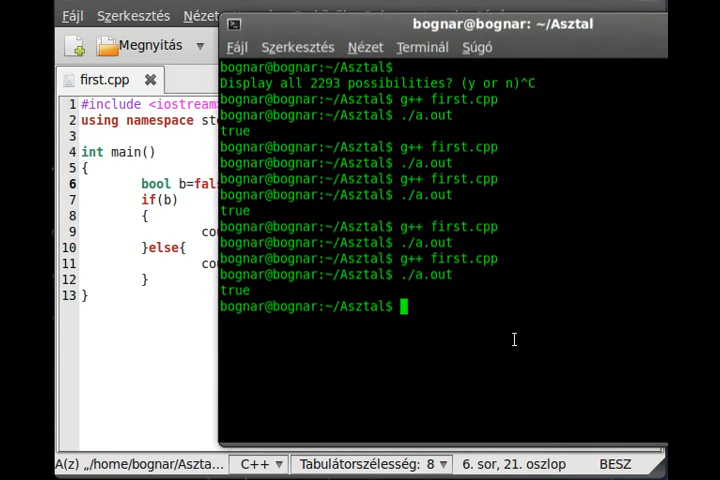 Fájl Szerkesztés Nézet
bognar@bognar: ~/Asztal
Megnyitás
Fájl Szerkesztés Nézet Terminál Súgó
first.cpp
1 #include <iostream
2 using namespace st
3
4 int main()
5 {
6 bool b=fal
7 if(b)
8 {
9 co
10 }else{
11 co
12 }
13 }
bognar@bognar:~/Asztal$
Display all 2293 possibilities? (y or n)^C
bognar@bognar:~/Asztal$ g++ first.cpp
bognar@bognar:~/Asztal$ ./a.out
true
bognar@bognar:~/Asztal$ g++ first.cpp
bognar@bognar:~/Asztal$ ./a.out
bognar@bognar:~/Asztal$ g++ first.cpp
bognar@bognar:~/Asztal$ ./a.out
true
bognar@bognar:~/Asztal$ g++ first.cpp
bognar@bognar:~/Asztal$ ./a.out
bognar@bognar:~/Asztal$ g++ first.cpp
bognar@bognar:~/Asztal$ ./a.out
true
bognar@bognar:~/Asztal$
A(z) „/home/bognar/Aszta... C++ Tabulátorszélesség: 8 6. sor, 21. oszlop BESZ